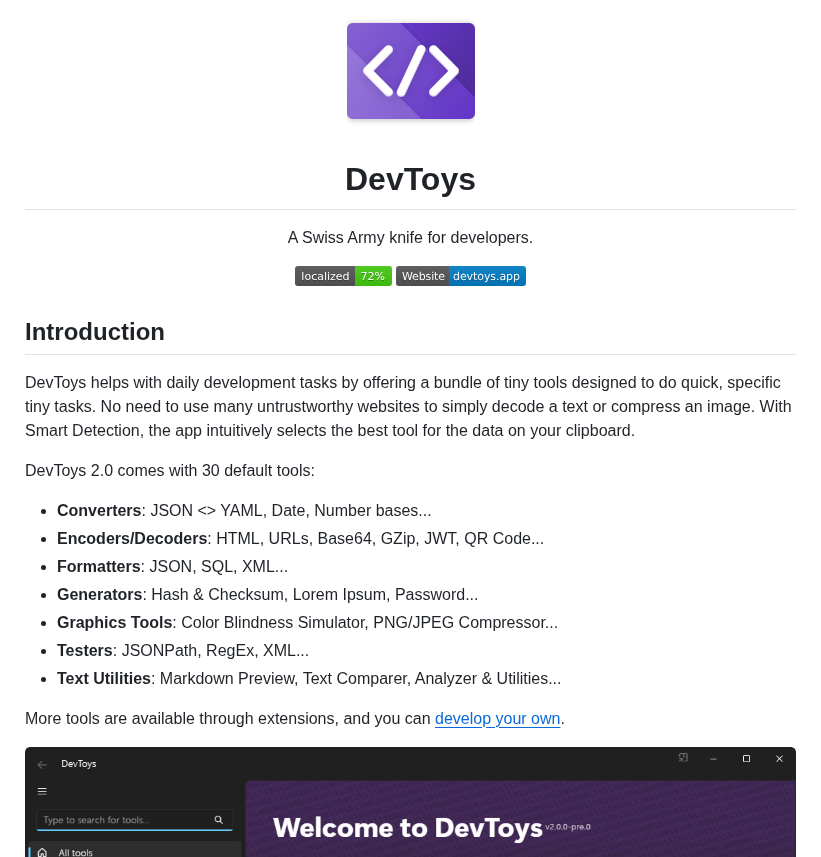 DevToys
A Swiss Army knife for developers.
localized 72% Website devtoys.app
Introduction
DevToys helps with daily development tasks by offering a bundle of tiny tools designed to do quick, specific
tiny tasks. No need to use many untrustworthy websites to simply decode a text or compress an image. With
Smart Detection, the app intuitively selects the best tool for the data on your clipboard.
DevToys 2.0 comes with 30 default tools:
Converters: JSON <> YAML, Date, Number bases...
Encoders/Decoders: HTML, URLs, Base64, GZip, JWT, QR Code...
Formatters: JSON, SQL, XML...
Generators: Hash & Checksum, Lorem Ipsum, Password...
Graphics Tools: Color Blindness Simulator, PNG/JPEG Compressor...
Testers: JSONPath, RegEx, XML...
Text Utilities: Markdown Preview, Text Comparer, Analyzer & Utilities...
More tools are available through extensions, and you can develop your own.
DevToys
Type to search for tools...
Welcome to DevToys v2.0.0-pre.0
All tools